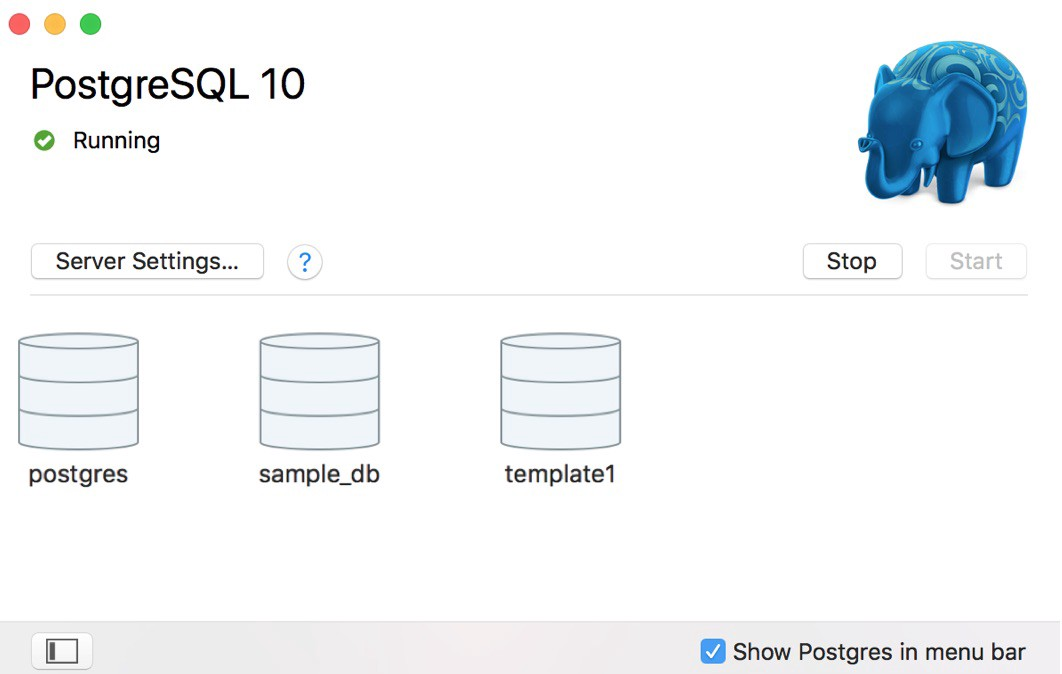 PostgreSQL 10
Running
Server Settings...
?
Stop
Start
postgres
sample_db
template1
Show Postgres in menu bar